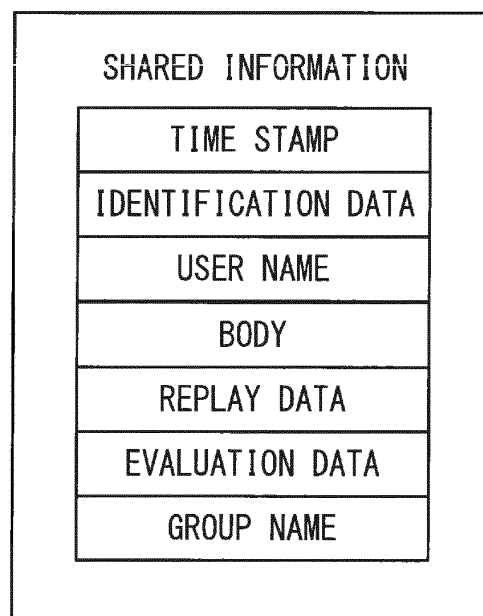 SHARED INFORMATION
TIME STAMP
IDENTIFICATION DATA
USER NAME
BODY
REPLAY DATA
EVALUATION DATA
GROUP NAME